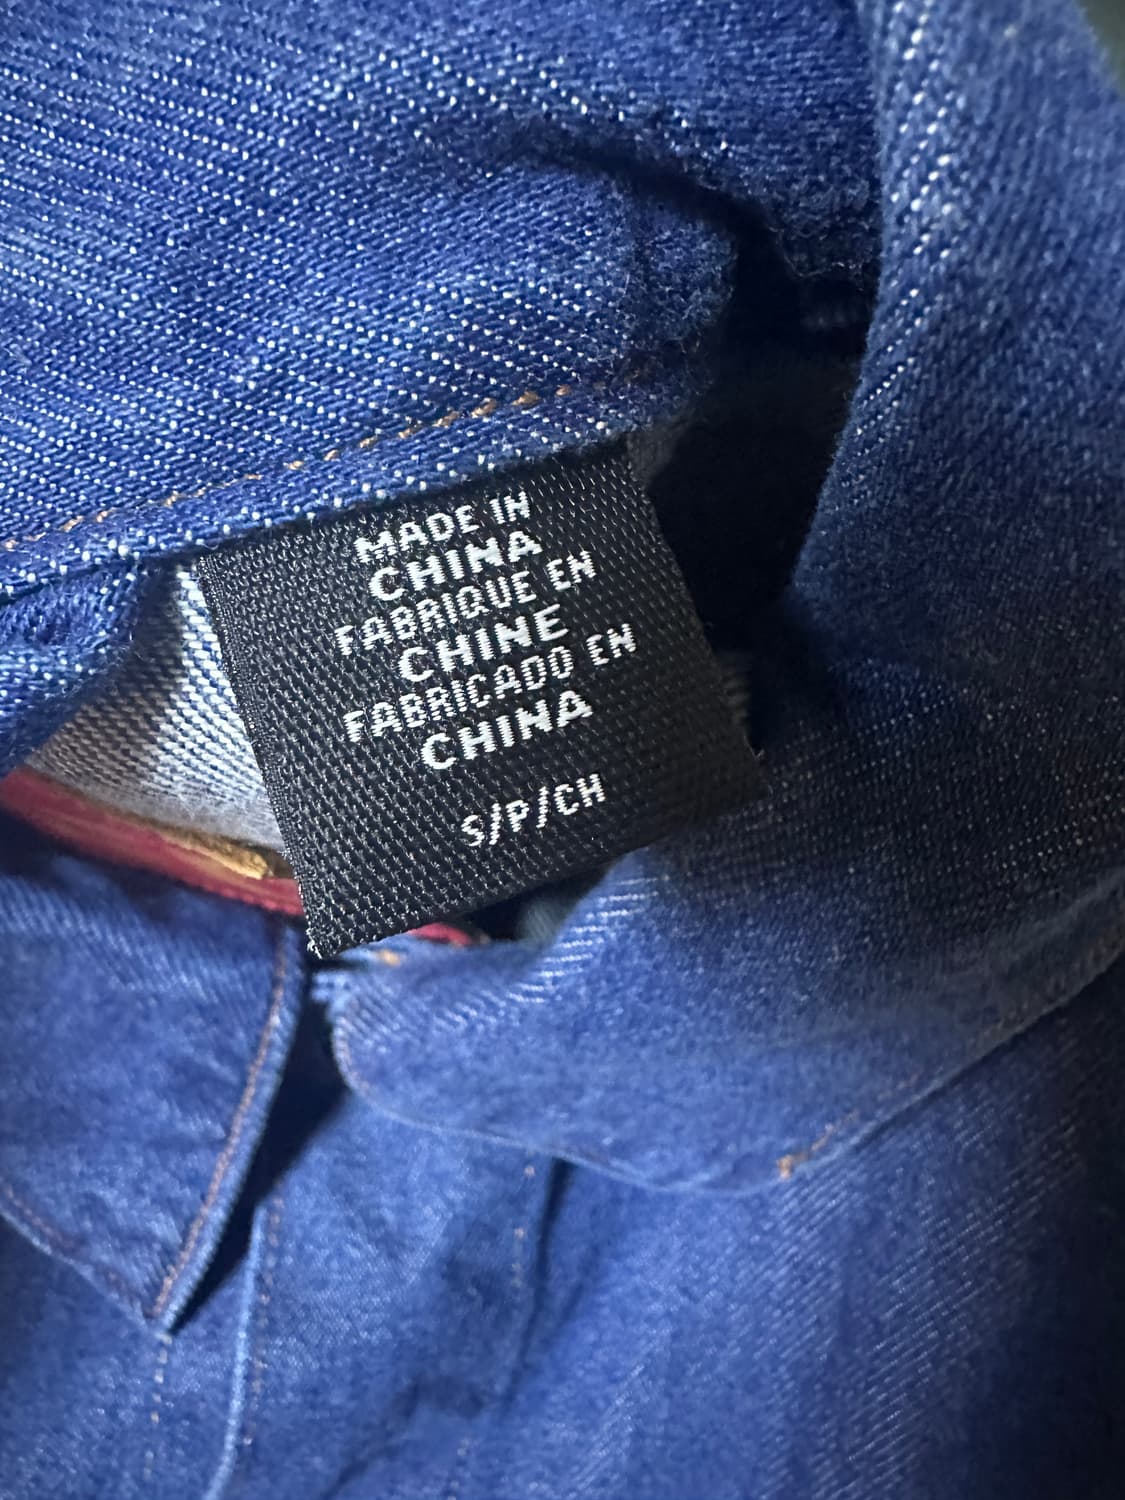 MADE IN
CHINA
FABRIQUE EN
CHINE
FABRICADO EN
CHINA
S/P/CH